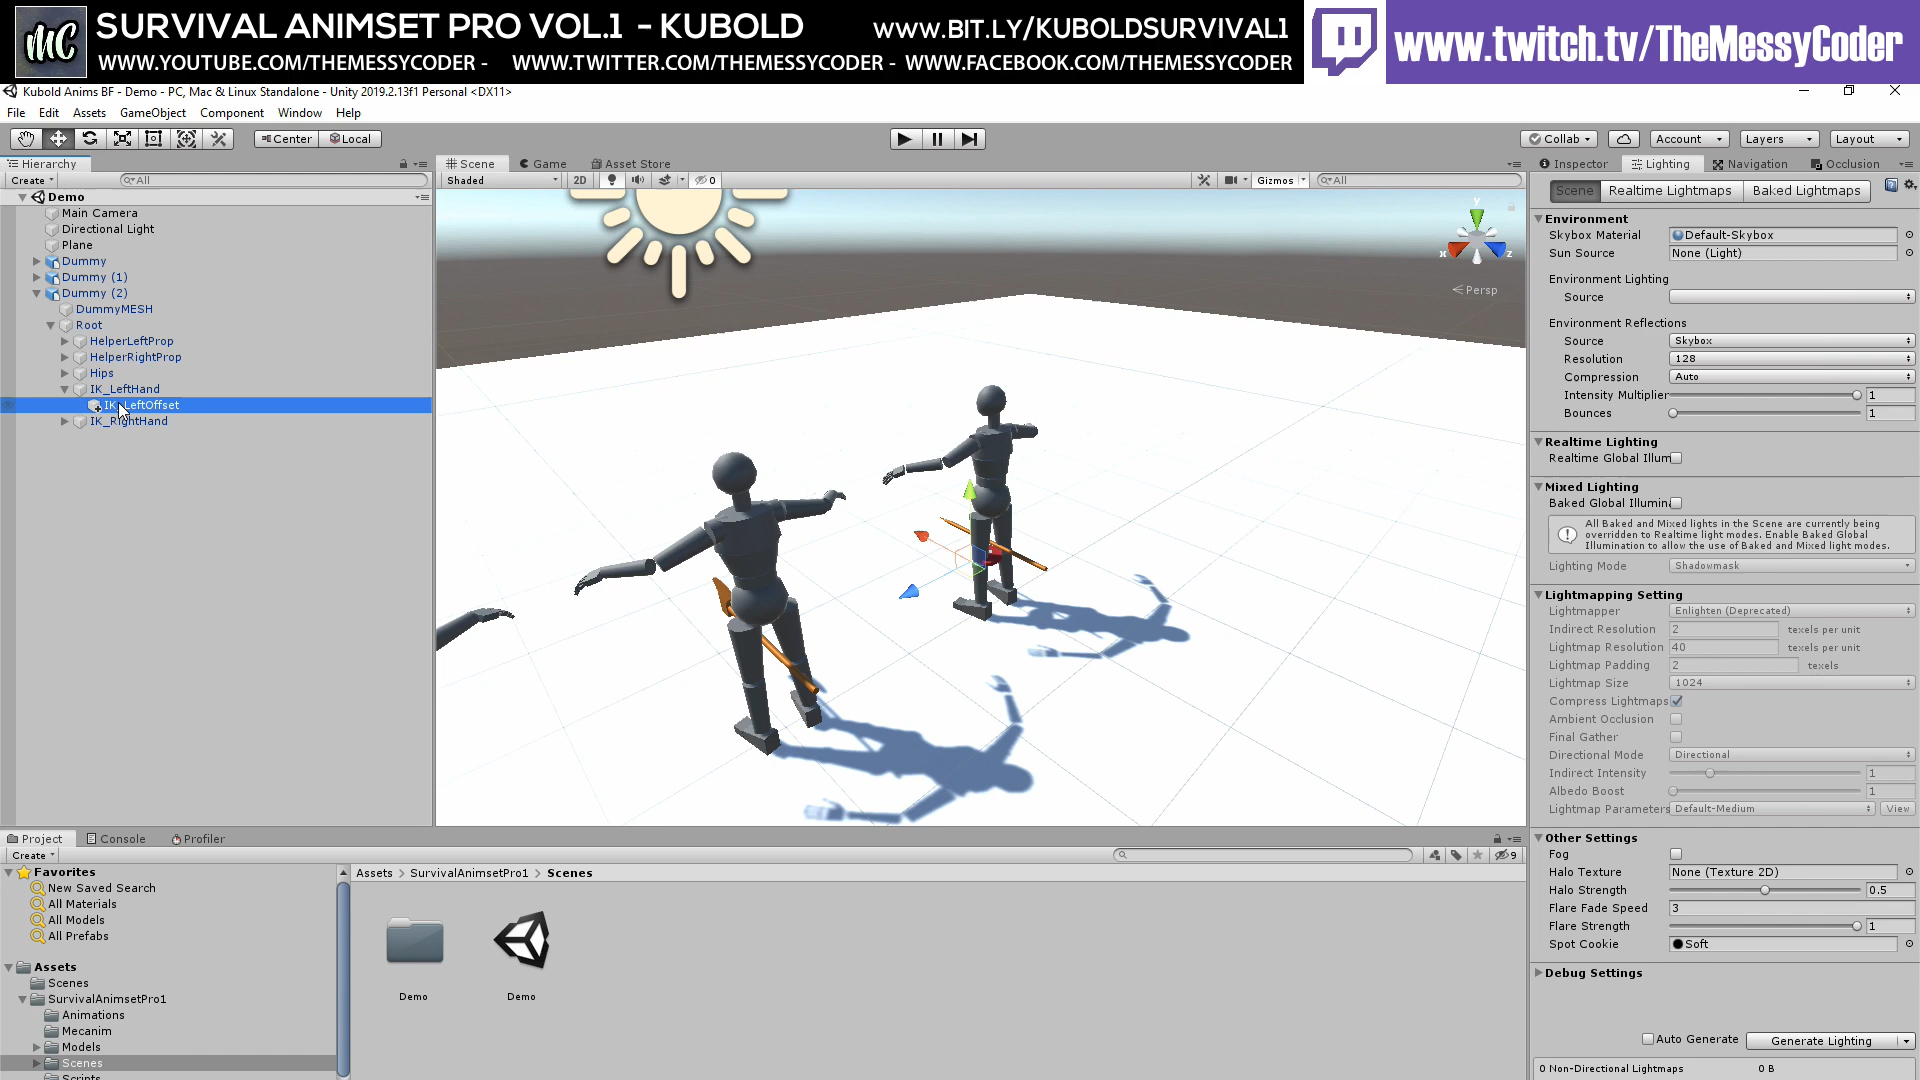 MC
SURVIVAL ANIMSET PRO VOL.1 - KUBOLD
WWW.BIT.LY/KUBOLDSURVIVAL1
WWW.YOUTUBE.COM/THEMESSYCODER - WWW.TWITTER.COM/THEMESSYCODER - WWW.FACEBOOK.COM/THEMESSYCODER
www.twitch.tv/TheMessyCoder
Kubold Anims BF - Demo - PC, Mac & Linux Standalone - Unity 2019.2.13f1 Personal <DX11>
File Edit Assets GameObject Component Window Help
Center Local
Collab Account Layers Layout
Hierarchy
Create All
Demo
Main Camera
Directional Light
Plane
Dummy
Dummy (1)
Dummy (2)
DummyMESH
Root
HelperLeftProp
HelperRightProp
Hips
IK_LeftHand
IK_LeftOffset
IK_RightHand
Scene Game Asset Store
Shaded 2D 0 Gizmos All
y
x z
Persp
Inspector Lighting Navigation Occlusion
Scene Realtime Lightmaps Baked Lightmaps
Environment
Skybox Material Default-Skybox
Sun Source None (Light)
Environment Lighting
Source
Environment Reflections
Source Skybox
Resolution 128
Compression Auto
Intensity Multiplier 1
Bounces 1
Realtime Lighting
Realtime Global Illum
Mixed Lighting
Baked Global Illumina
All Baked and Mixed lights in the Scene are currently being
overridden to Realtime light modes. Enable Baked Global
Illumination to allow the use of Baked and Mixed light modes.
Lighting Mode Shadowmask
Lightmapping Setting
Lightmapper Enlighten (Deprecated)
Indirect Resolution 2 texels per unit
Lightmap Resolution 40 texels per unit
Lightmap Padding 2 texels
Lightmap Size 1024
Compress Lightmaps
Ambient Occlusion
Final Gather
Directional Mode Directional
Indirect Intensity 1
Albedo Boost 1
Lightmap Parameters Default-Medium View
Other Settings
Fog
Halo Texture None (Texture 2D)
Halo Strength 0.5
Flare Fade Speed 3
Flare Strength 1
Spot Cookie Soft
Debug Settings
Auto Generate Generate Lighting
0 Non-Directional Lightmaps 0 B
Project Console Profiler
Create 9
Favorites
New Saved Search
All Materials
All Models
All Prefabs
Assets
Scenes
SurvivalAnimsetPro1
Animations
Mecanim
Models
Scenes
Scripts
Assets > SurvivalAnimsetPro1 > Scenes
Demo Demo